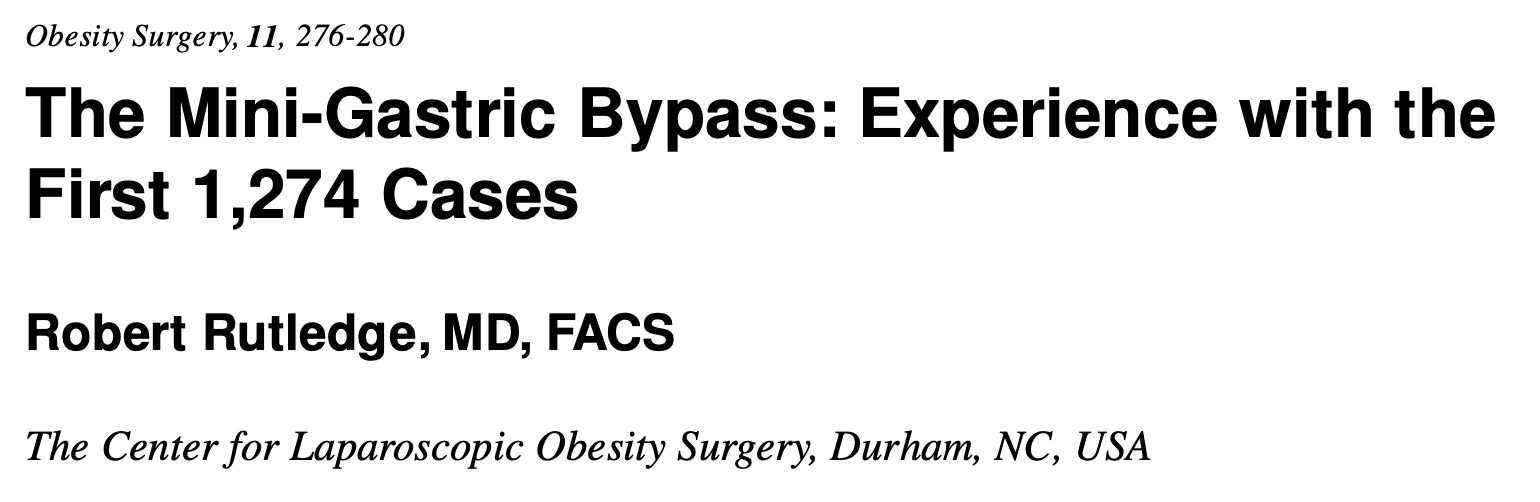 Obesity Surgery, 11, 276-280
The Mini-Gastric Bypass: Experience with the
First 1,274 Cases
Robert Rutledge, MD, FACS
The Center for Laparoscopic Obesity Surgery, Durham, NC, USA